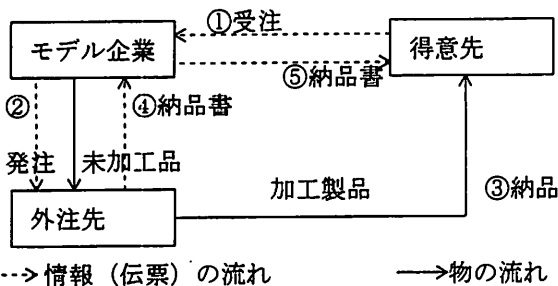 ①受注
モデル企業
得意先
⑤納品書
②
④納品書
発注
未加工品
加工製品
③納品
外注先
情報（伝票）の流れ
物の流れ